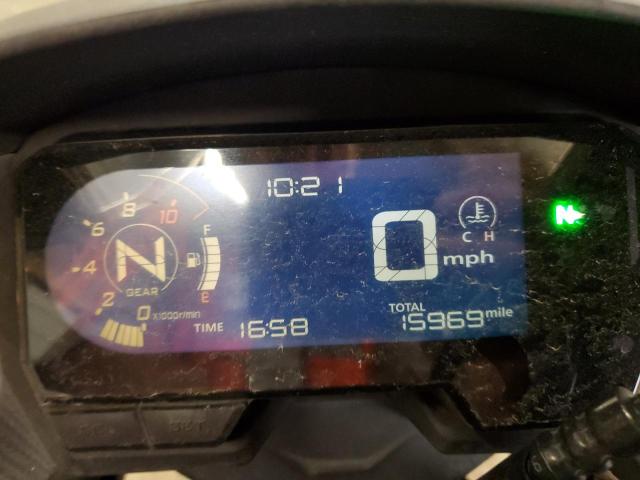 10:21
8
10
6
F
4
N
C H
N
0 mph
GEAR
E
2
0 x1000r/min
TOTAL
TIME 16:58
15969 mile
SET